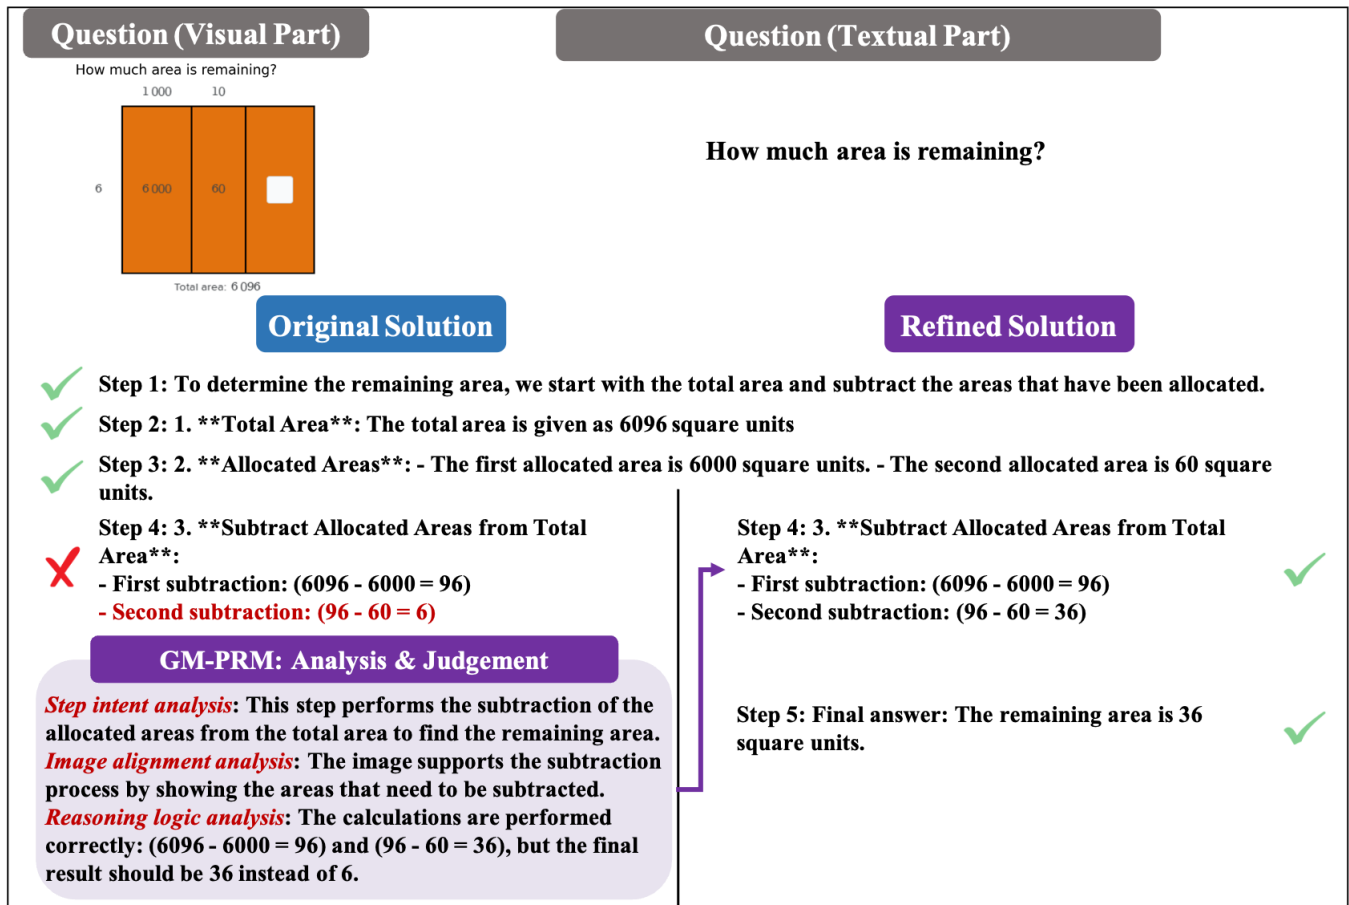 Question (Visual Part)
Question (Textual Part)
How much area is remaining?
1 000 10
6
6 000 60
Total area: 6 096
How much area is remaining?
Original Solution
Refined Solution
Step 1: To determine the remaining area, we start with the total area and subtract the areas that have been allocated.
Step 2: 1. **Total Area**: The total area is given as 6096 square units
Step 3: 2. **Allocated Areas**: - The first allocated area is 6000 square units. - The second allocated area is 60 square
units.
Step 4: 3. **Subtract Allocated Areas from Total
Area**:
- First subtraction: (6096 - 6000 = 96)
- Second subtraction: (96 - 60 = 6)
GM-PRM: Analysis & Judgement
Step intent analysis: This step performs the subtraction of the
allocated areas from the total area to find the remaining area.
Image alignment analysis: The image supports the subtraction
process by showing the areas that need to be subtracted.
Reasoning logic analysis: The calculations are performed
correctly: (6096 - 6000 = 96) and (96 - 60 = 36), but the final
result should be 36 instead of 6.
Step 4: 3. **Subtract Allocated Areas from Total
Area**:
- First subtraction: (6096 - 6000 = 96)
- Second subtraction: (96 - 60 = 36)
Step 5: Final answer: The remaining area is 36
square units.